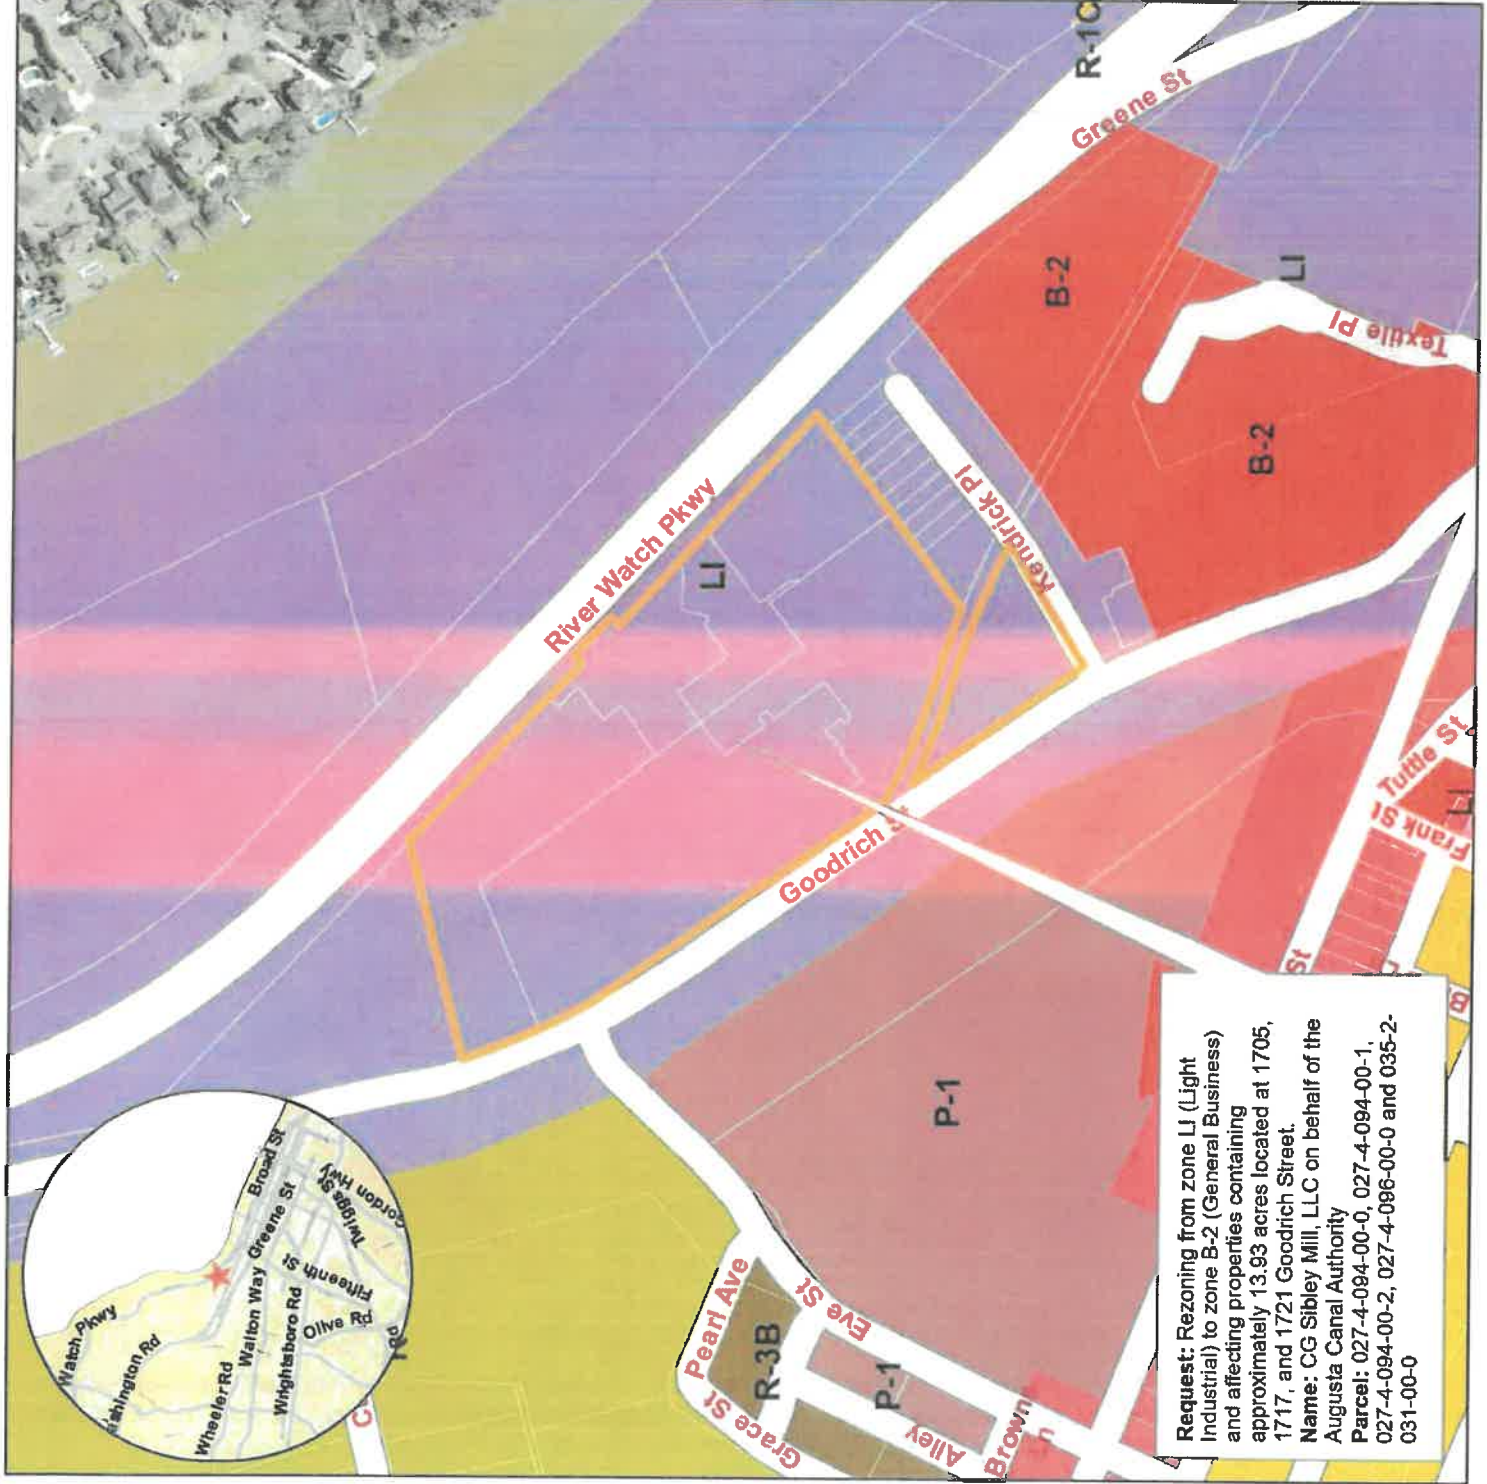 Watch Pkwy
ashington Rd
Wheeler Rd
Walton Way
Wrightsboro Rd
Olive Rd
Fifteenth St
Greene St
Broad St
Twiggs St
Gordon Hwy
Rd
R-1C
Greene St
B-2
LI
Textile Pl
B-2
River Watch Pkwy
LI
Kendrick Pl
Goodrich St
Tuttle St
Frank St
LI
St
P-1
Pearl Ave
R-3B
Grace St
Eve St
P-1
Alley
Brown
Request: Rezoning from zone LI (Light
Industrial) to zone B-2 (General Business)
and affecting properties containing
approximately 13.93 acres located at 1705,
1717, and 1721 Goodrich Street.
Name: CG Sibley Mill, LLC on behalf of the
Augusta Canal Authority
Parcel: 027-4-094-00-0, 027-4-094-00-1,
027-4-094-00-2, 027-4-096-00-0 and 035-2-
031-00-0